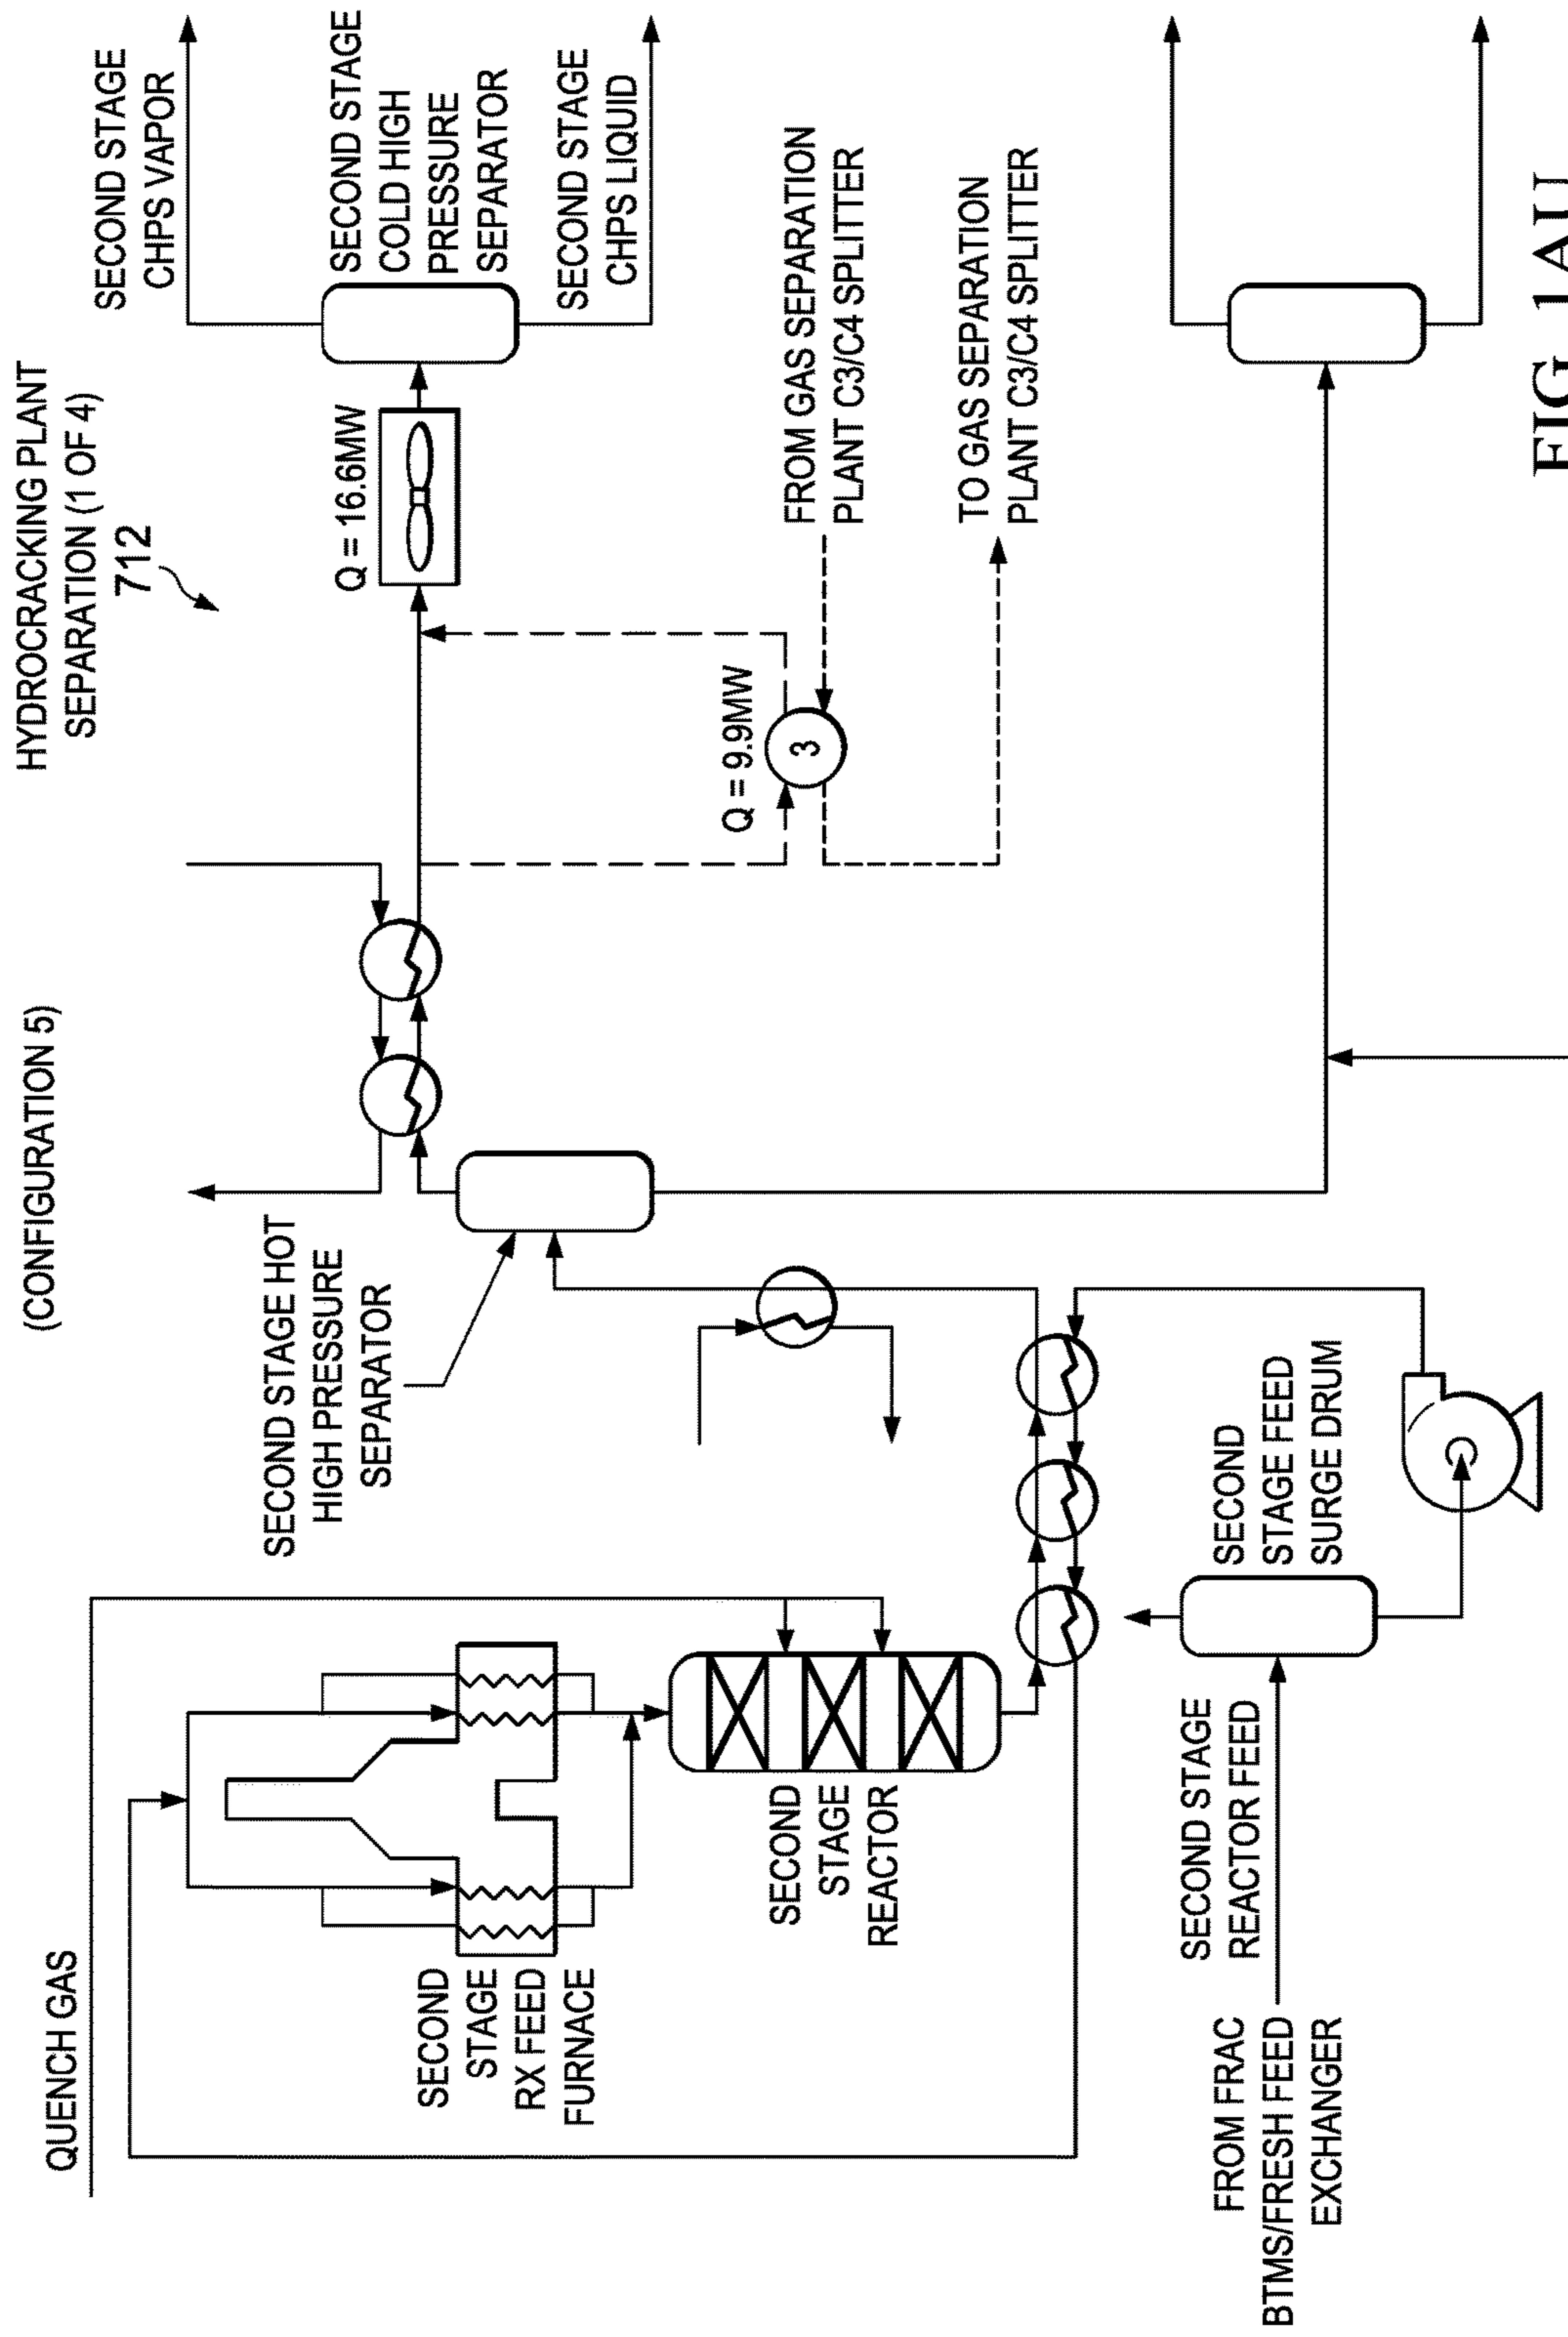 HYDROCRACKING PLANT
SEPARATION (1 OF 4)
712
(CONFIGURATION 5)
QUENCH GAS
SECOND
STAGE
RX FEED
FURNACE
SECOND
STAGE
REACTOR
SECOND STAGE HOT
HIGH PRESSURE
SEPARATOR
Q = 16.6MW
SECOND STAGE
CHPS VAPOR
SECOND STAGE
COLD HIGH
PRESSURE
SEPARATOR
SECOND STAGE
CHPS LIQUID
Q = 9.9MW
3
FROM GAS SEPARATION
PLANT C3/C4 SPLITTER
TO GAS SEPARATION
PLANT C3/C4 SPLITTER
FROM FRAC
BTMS/FRESH FEED
EXCHANGER
SECOND STAGE
REACTOR FEED
SECOND
STAGE FEED
SURGE DRUM
FIG. 1AU